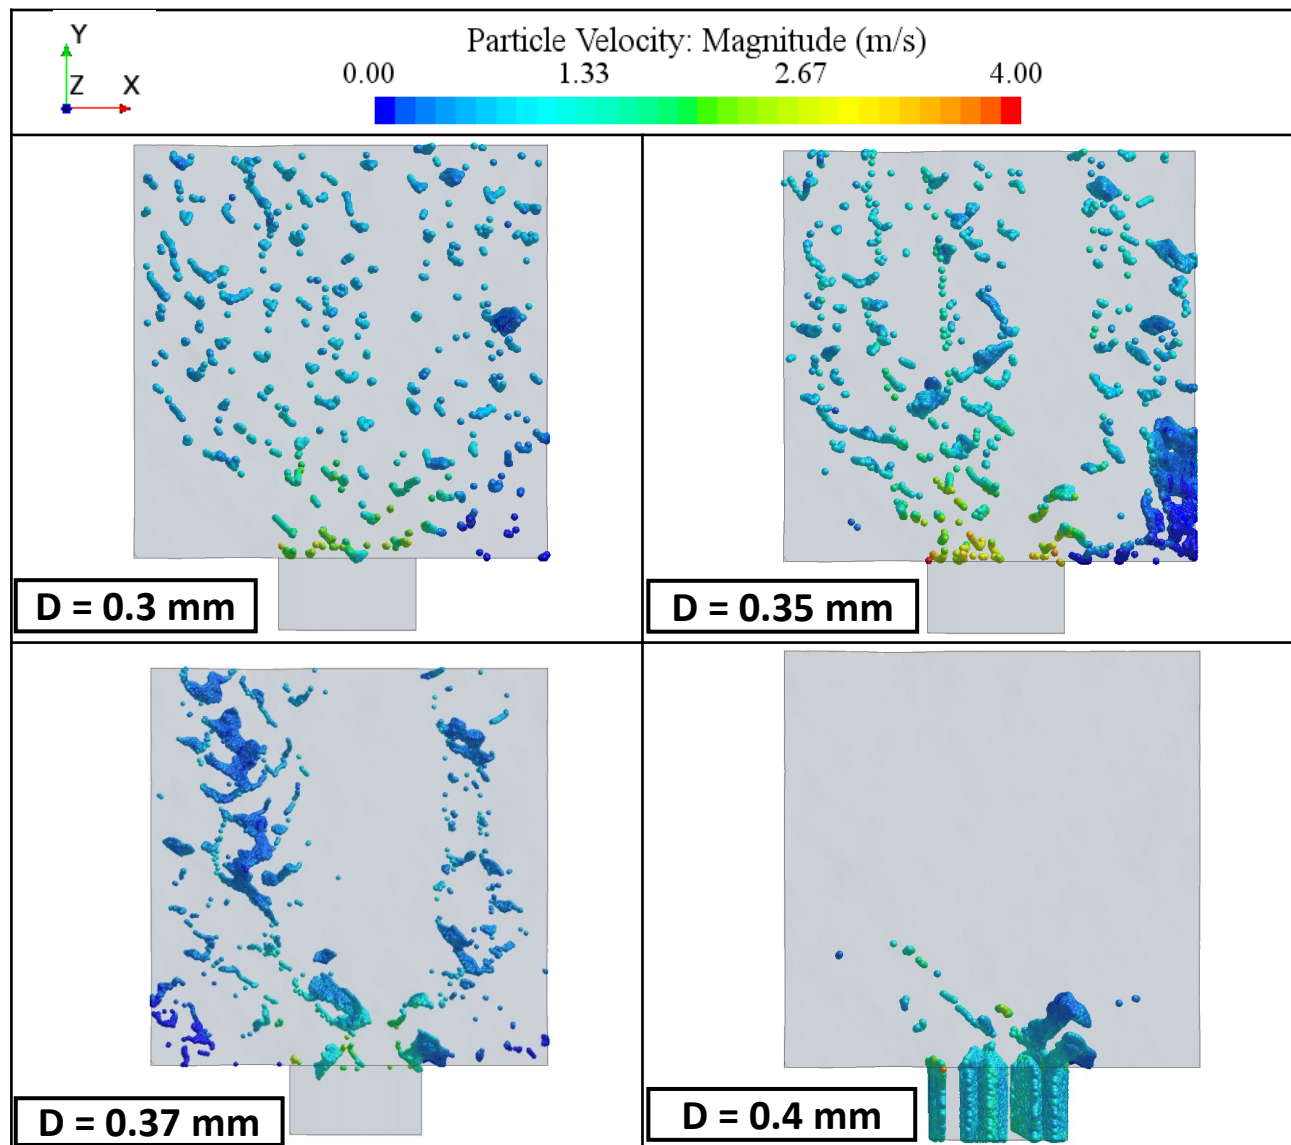 Y
Z X
Particle Velocity: Magnitude (m/s)
0.00 1.33 2.67 4.00
D = 0.3 mm
D = 0.35 mm
D = 0.37 mm
D = 0.4 mm